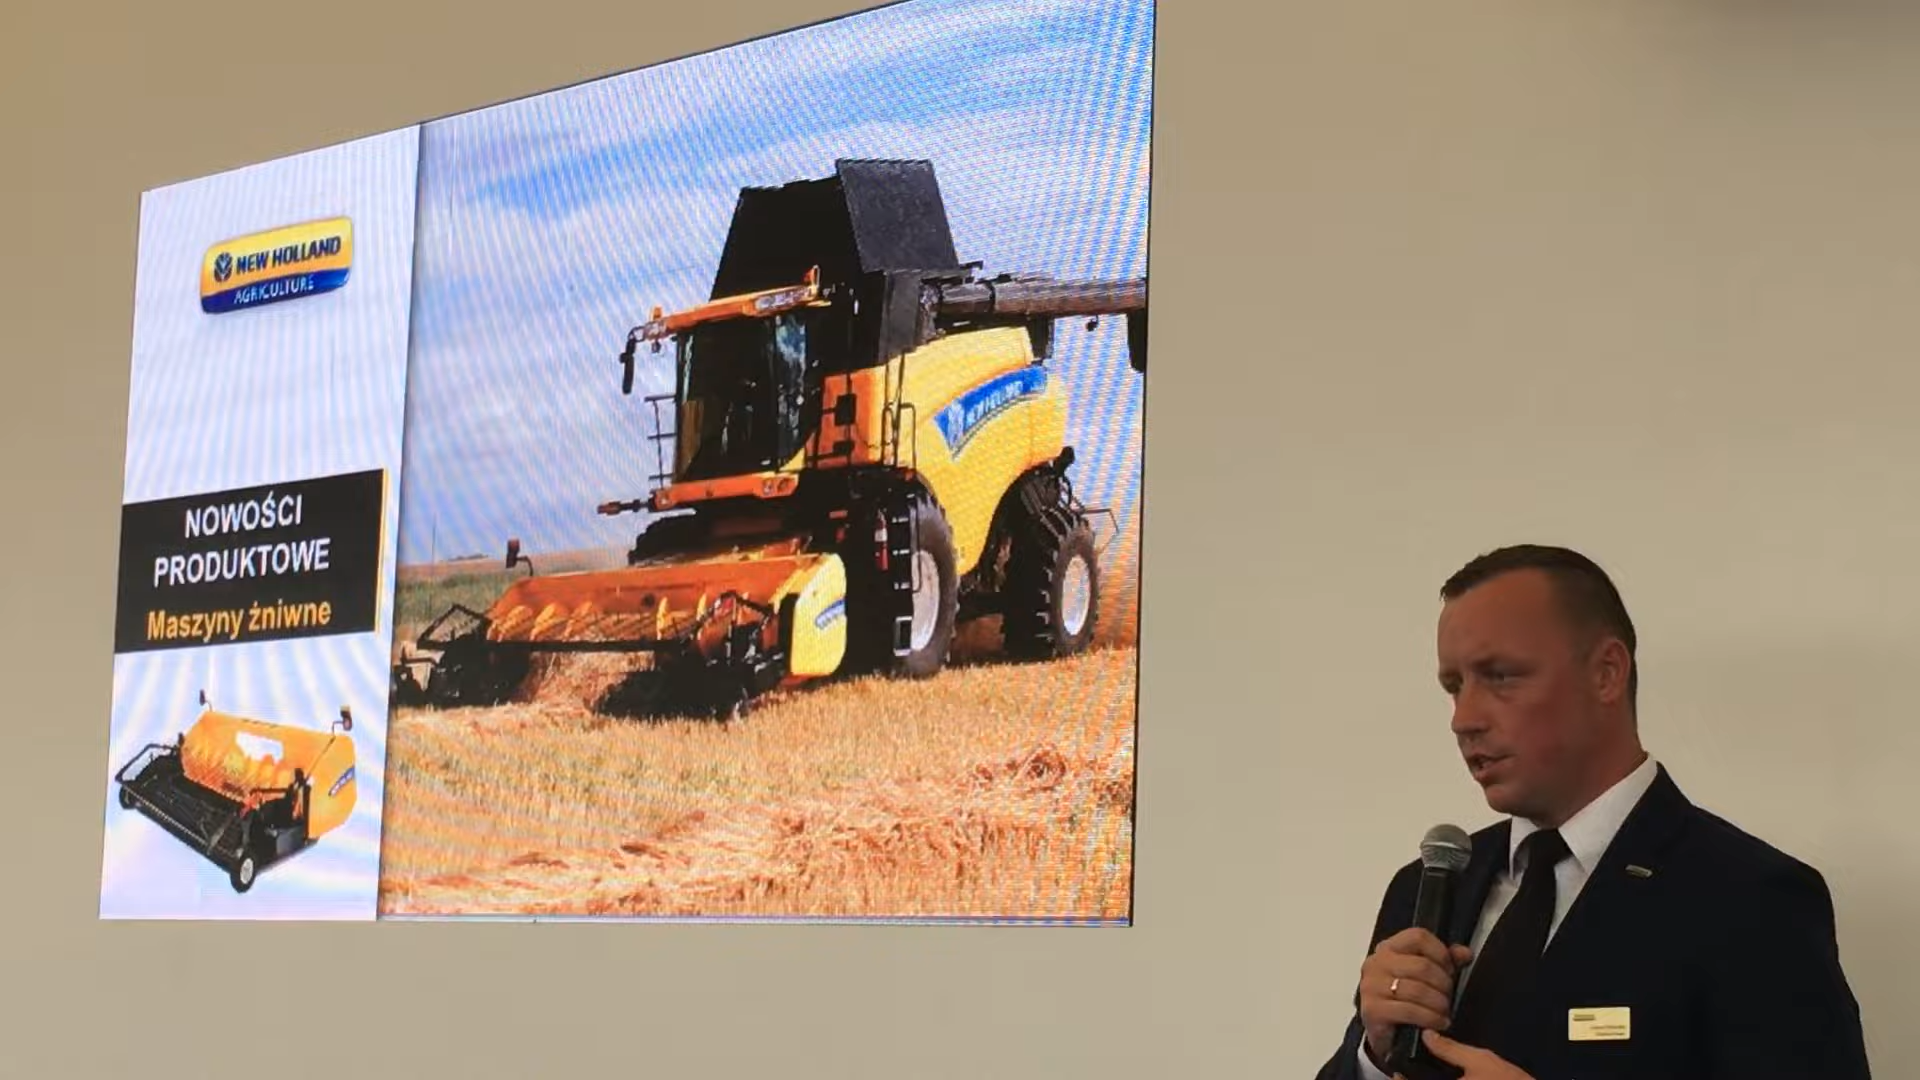 NEW HOLLAND
AGRICULTURE
NOWOŚCI
PRODUKTOWE
Maszyny żniwne
NEW HOLLAND